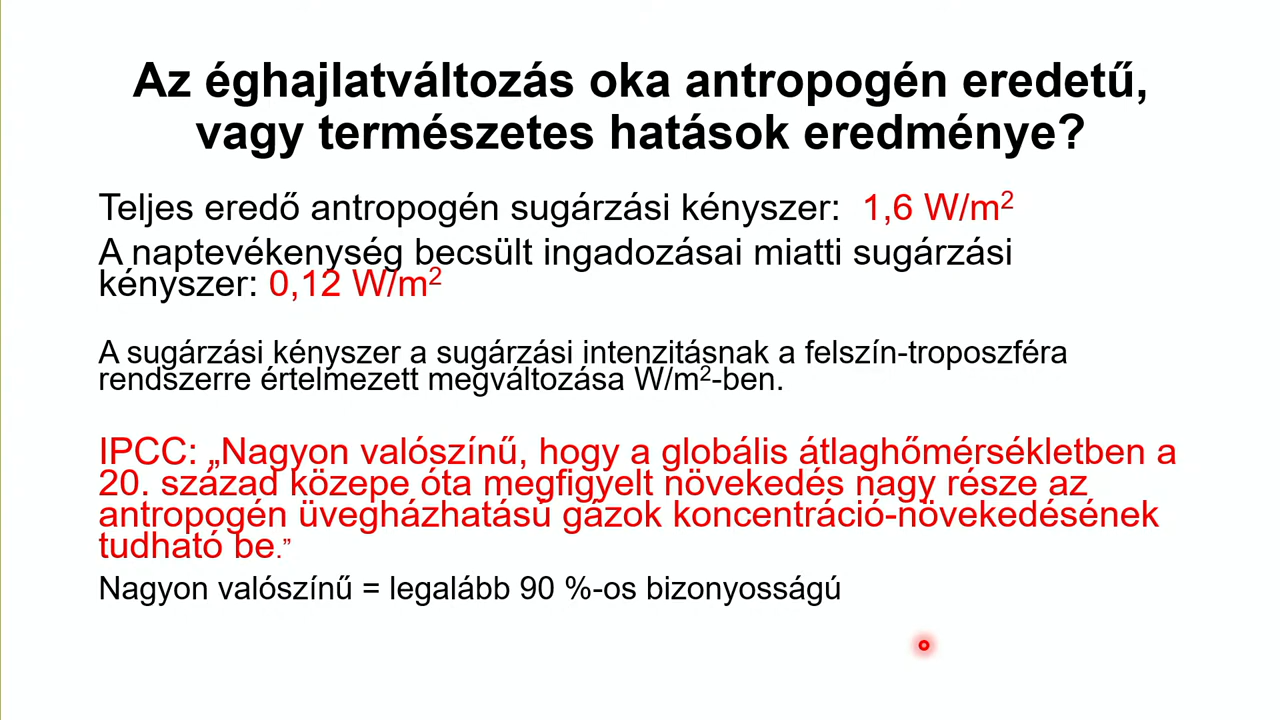 Az éghajlatváltozás oka antropogén eredetű,
vagy természetes hatások eredménye?
Teljes eredő antropogén sugárzási kényszer: 1,6 W/m²
A naptevékenység becsült ingadozásai miatti sugárzási
kényszer: 0,12 W/m²
A sugárzási kényszer a sugárzási intenzitásnak a felszín-troposzféra
rendszerre értelmezett megváltozása W/m²-ben.
IPCC: „Nagyon valószínű, hogy a globális átlaghőmérsékletben a
20. század közepe óta megfigyelt növekedés nagy része az
antropogén üvegházhatású gázok koncentráció-növekedésének
tudható be.”
Nagyon valószínű = legalább 90 %-os bizonyosságú